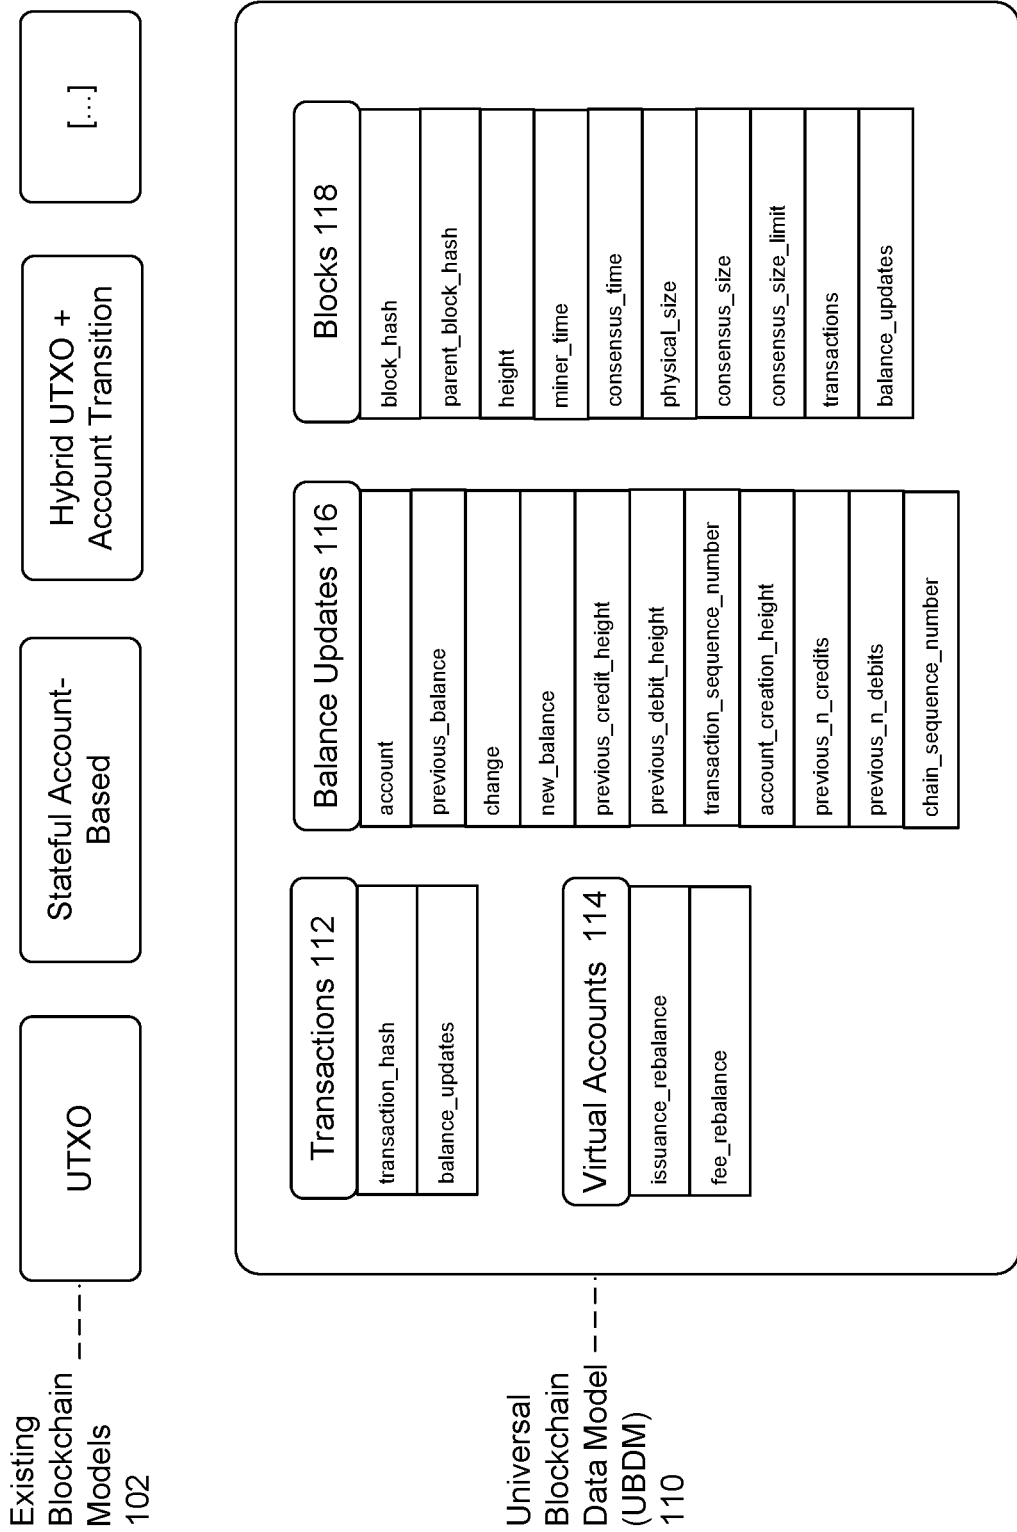 Existing
Blockchain
Models
102
UTXO
Stateful Account-
Based
Hybrid UTXO +
Account Transition
[...]
Universal
Blockchain
Data Model
(UBDM)
110
Transactions 112
transaction_hash
balance_updates
Virtual Accounts 114
issuance_rebalance
fee_rebalance
Balance Updates 116
account
previous_balance
change
new_balance
previous_credit_height
previous_debit_height
transaction_sequence_number
account_creation_height
previous_n_credits
previous_n_debits
chain_sequence_number
Blocks 118
block_hash
parent_block_hash
height
miner_time
consensus_time
physical_size
consensus_size
consensus_size_limit
transactions
balance_updates